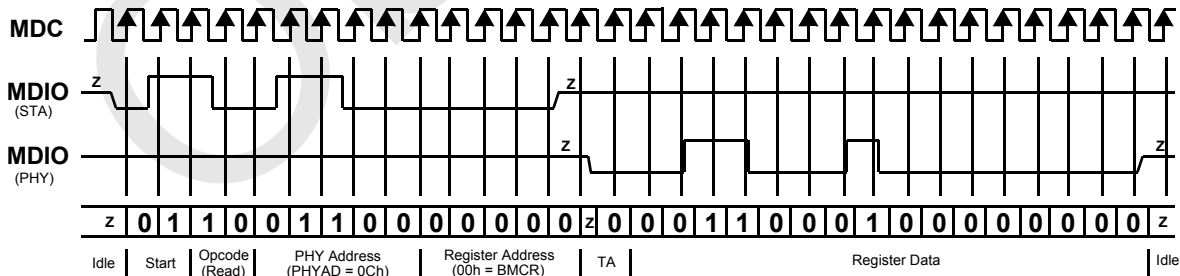 MDC
MDIO
(STA)
z
z
MDIO
(PHY)
z
z
z 0 1 1 0 0 1 1 0 0 0 0 0 0 0 z 0 0 0 1 1 0 0 0 1 0 0 0 0 0 0 0 0 z
Idle Start Opcode (Read) PHY Address (PHYAD = 0Ch) Register Address (00h = BMCR) TA Register Data Idle